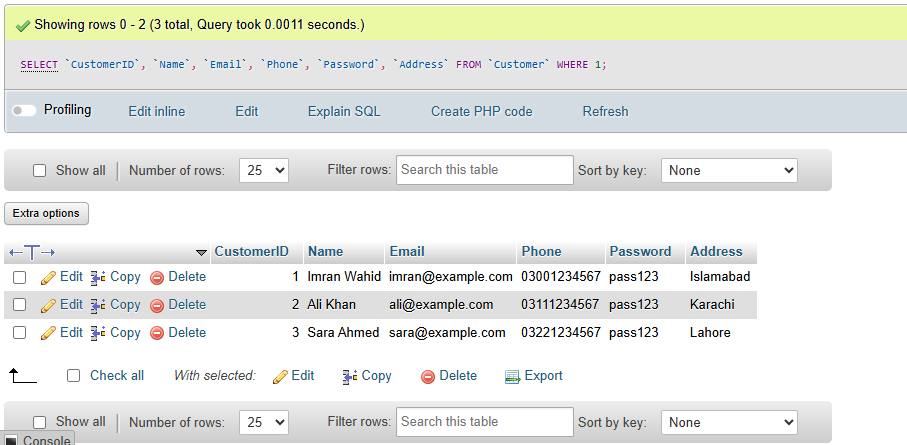 Showing rows 0 - 2 (3 total, Query took 0.0011 seconds.)
SELECT `CustomerID`, `Name`, `Email`, `Phone`, `Password`, `Address` FROM `Customer` WHERE 1;
Profiling Edit inline Edit Explain SQL Create PHP code Refresh
Show all Number of rows: 25 Filter rows: Search this table Sort by key: None
Extra options
←T→ CustomerID Name Email Phone Password Address
Edit Copy Delete 1 Imran Wahid imran@example.com 03001234567 pass123 Islamabad
Edit Copy Delete 2 Ali Khan ali@example.com 03111234567 pass123 Karachi
Edit Copy Delete 3 Sara Ahmed sara@example.com 03221234567 pass123 Lahore
Check all With selected: Edit Copy Delete Export
Show all Number of rows: 25 Filter rows: Search this table Sort by key: None
Console